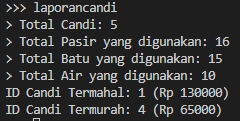 >>> laporancandi
> Total Candi: 5
> Total Pasir yang digunakan: 16
> Total Batu yang digunakan: 15
> Total Air yang digunakan: 10
ID Candi Termahal: 1 (Rp 130000)
ID Candi Termurah: 4 (Rp 65000)